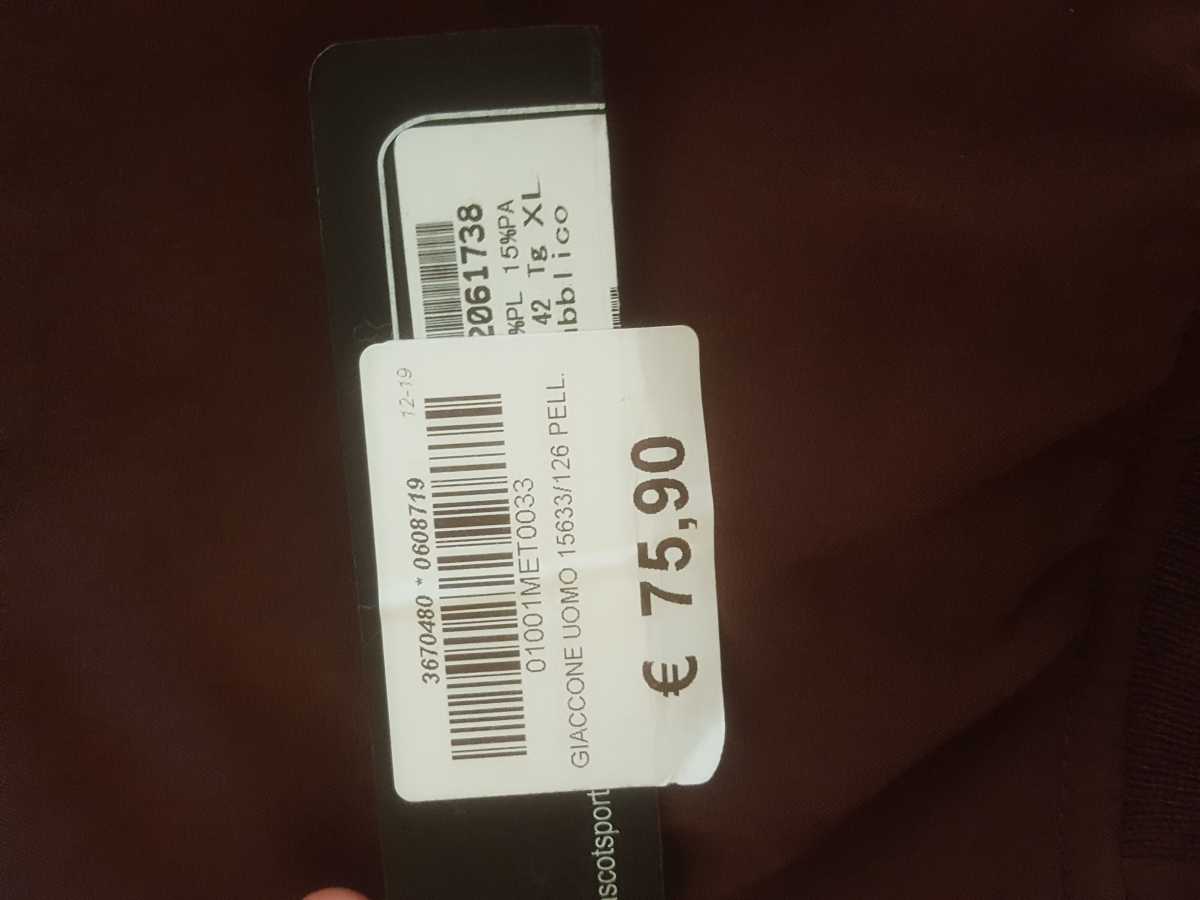 2061738
%PL 15%PA
42 Tg XL
bblico
12-19
3670480 * 0608719
01001MET0033
GIACCONE UOMO 15633/126 PELL.
€ 75,90
scotsport